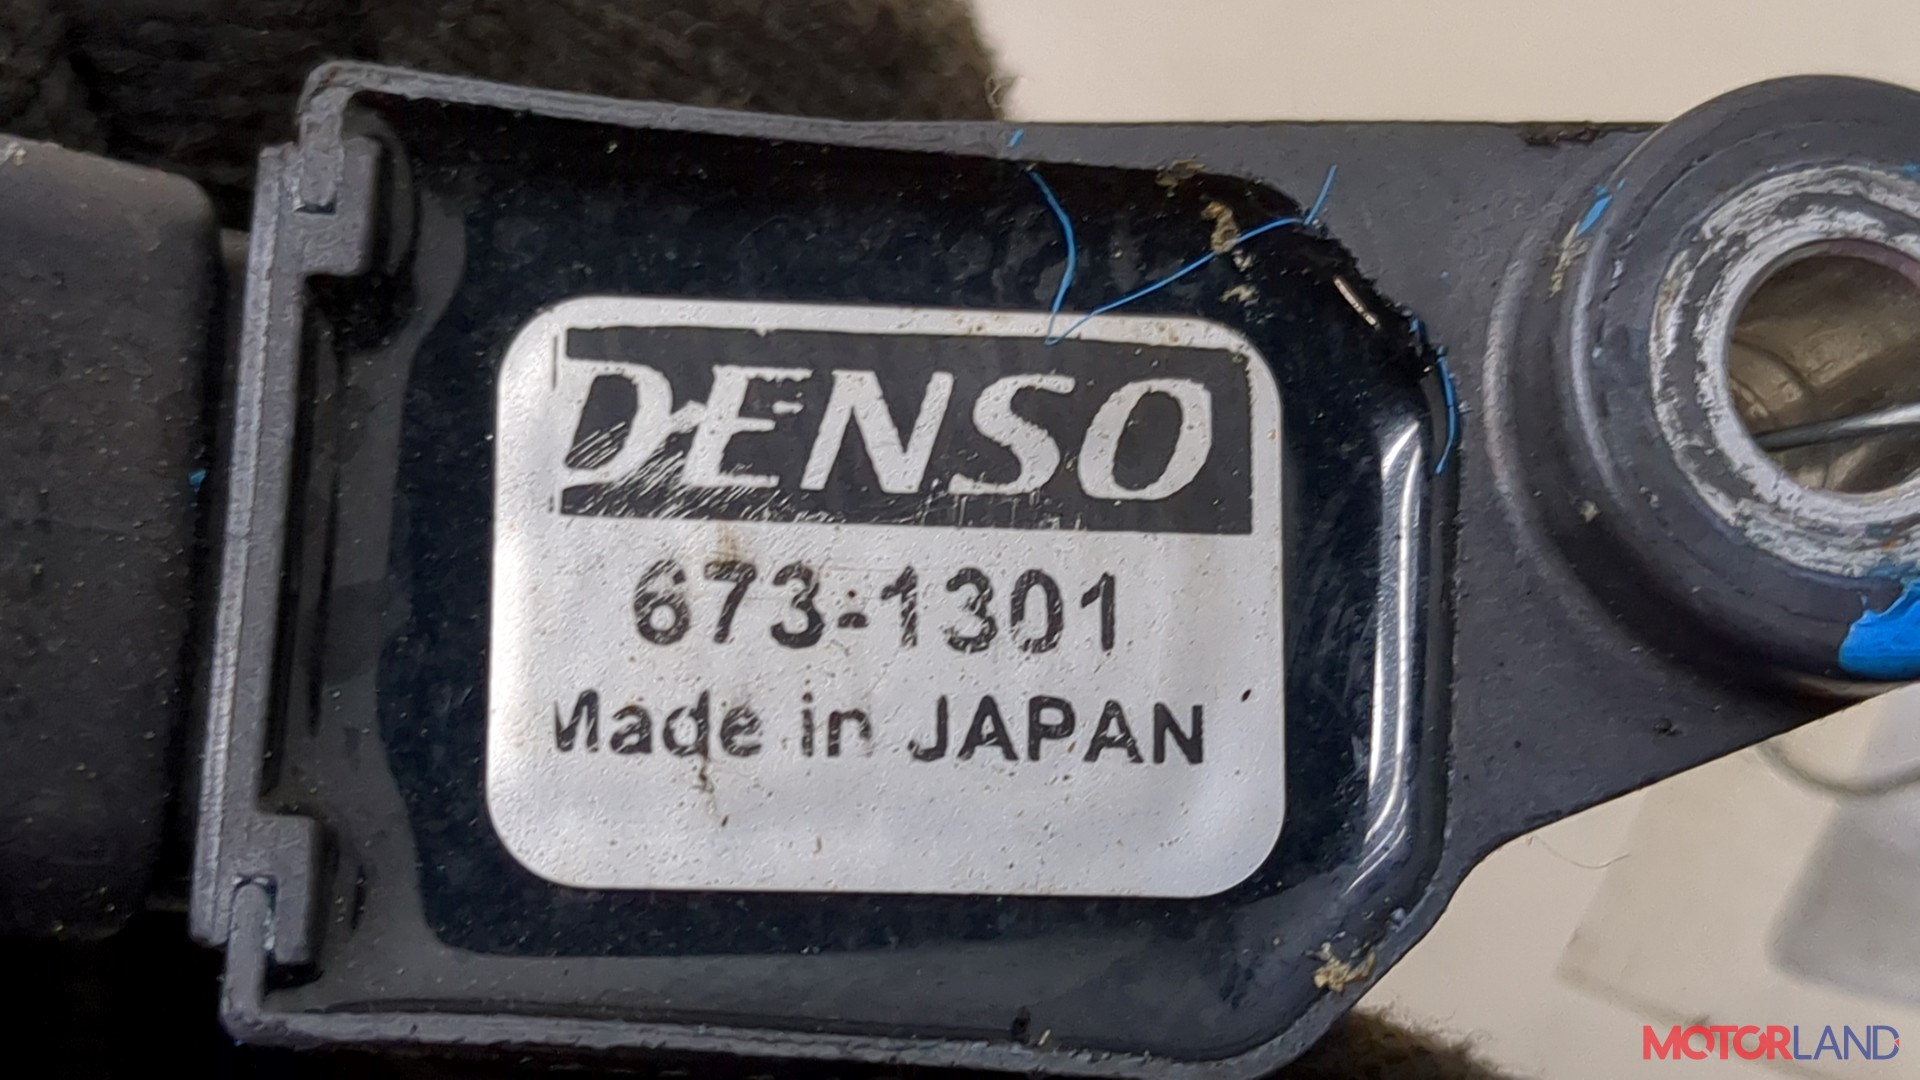 DENSO
673-1301
Made in JAPAN
MOTORLAND